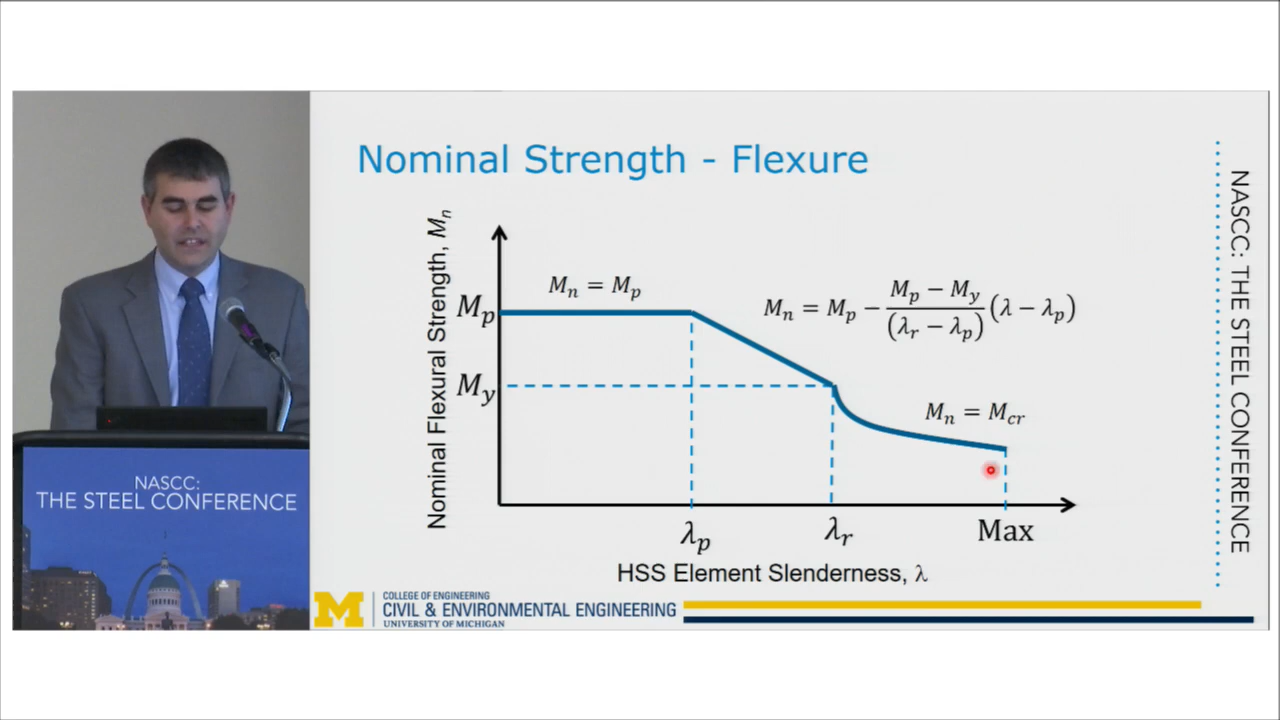 Nominal Strength - Flexure
Nominal Flexural Strength, Mn
Mp
My
Mn = Mp
Mn = Mp − (Mp − My)/(λr − λp) (λ − λp)
Mn = Mcr
λp
λr
Max
HSS Element Slenderness, λ
NASCC: THE STEEL CONFERENCE
NASCC:
THE STEEL CONFERENCE
M
COLLEGE OF ENGINEERING
CIVIL & ENVIRONMENTAL ENGINEERING
UNIVERSITY OF MICHIGAN